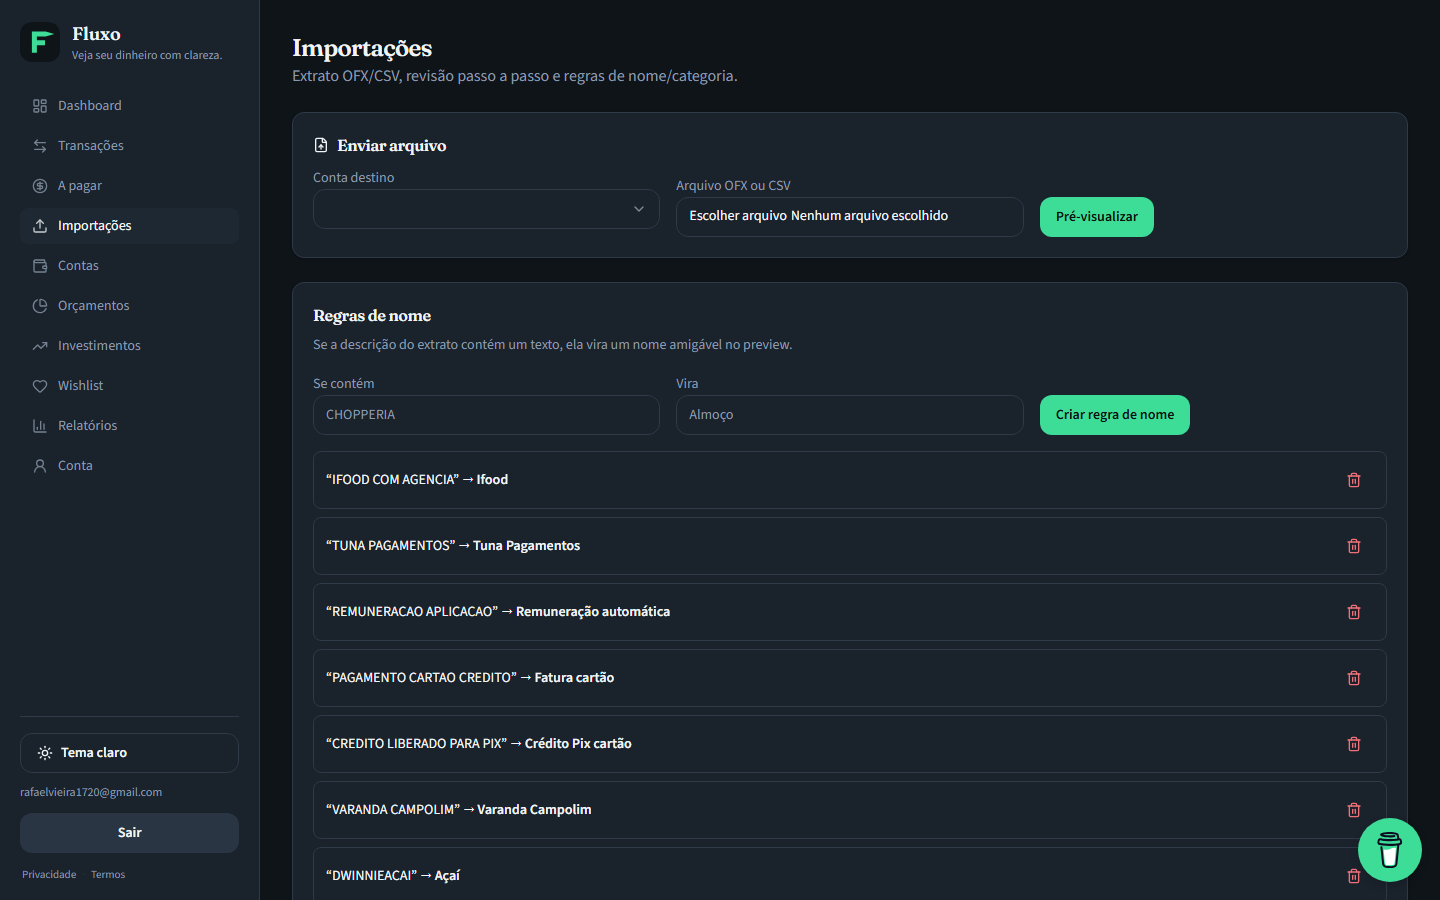 Fluxo
Veja seu dinheiro com clareza.
Dashboard
Transações
A pagar
Importações
Contas
Orçamentos
Investimentos
Wishlist
Relatórios
Conta
Tema claro
rafaelvieira1720@gmail.com
Sair
Privacidade · Termos
Importações
Extrato OFX/CSV, revisão passo a passo e regras de nome/categoria.
Enviar arquivo
Conta destino
Arquivo OFX ou CSV
Escolher arquivo Nenhum arquivo escolhido
Pré-visualizar
Regras de nome
Se a descrição do extrato contém um texto, ela vira um nome amigável no preview.
Se contém
Vira
CHOPPERIA
Almoço
Criar regra de nome
“IFOOD COM AGENCIA” → Ifood
“TUNA PAGAMENTOS” → Tuna Pagamentos
“REMUNERACAO APLICACAO” → Remuneração automática
“PAGAMENTO CARTAO CREDITO” → Fatura cartão
“CREDITO LIBERADO PARA PIX” → Crédito Pix cartão
“VARANDA CAMPOLIM” → Varanda Campolim
“DWINNIEACAI” → Açaí